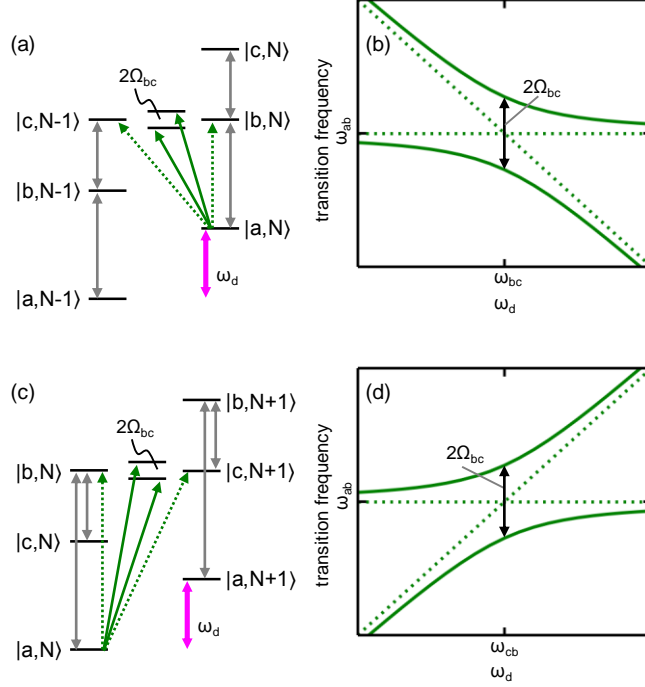 (a)
|c,N⟩
2Ω_bc
|c,N-1⟩
|b,N⟩
|b,N-1⟩
|a,N⟩
ω_d
|a,N-1⟩
(b)
2Ω_bc
transition frequency
ω_ab
ω_bc
ω_d
(c)
|b,N+1⟩
2Ω_bc
|b,N⟩
|c,N+1⟩
|c,N⟩
|a,N+1⟩
ω_d
|a,N⟩
(d)
2Ω_bc
transition frequency
ω_ab
ω_cb
ω_d